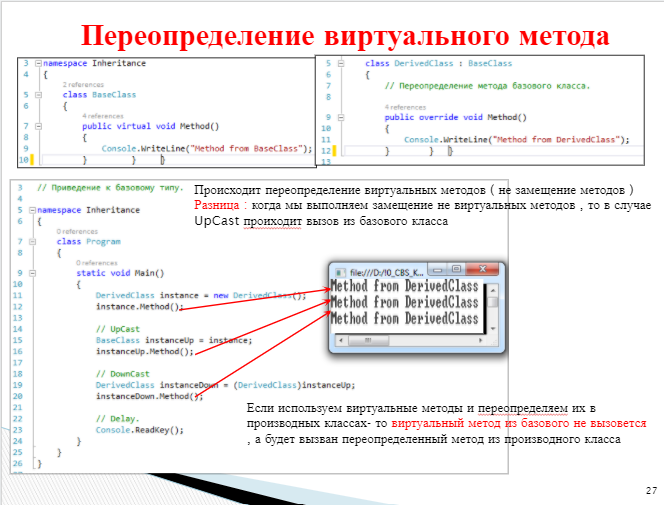 Переопределение виртуального метода
3 namespace Inheritance
4 {
2 references
5 class BaseClass
6 {
4 references
7 public virtual void Method()
8 {
9 Console.WriteLine("Method from BaseClass");
10 } } }
5 class DerivedClass : BaseClass
6 {
7 // Переопределение метода базового класса.
8
4 references
9 public override void Method()
10 {
11 Console.WriteLine("Method from DerivedClass");
12 } } }
13
3 // Приведение к базовому типу.
4
5 namespace Inheritance
6 {
0 references
7 class Program
8 {
0 references
9 static void Main()
10 {
11 DerivedClass instance = new DerivedClass();
12 instance.Method();
13
14 // UpCast
15 BaseClass instanceUp = instance;
16 instanceUp.Method();
17
18 // DownCast
19 DerivedClass instanceDown = (DerivedClass)instanceUp;
20 instanceDown.Method();
21
22 // Delay.
23 Console.ReadKey();
24 }
25 }
26 }
Происходит переопределение виртуальных методов ( не замещение методов )
Разница : когда мы выполняем замещение не виртуальных методов , то в случае
UpCast проиходит вызов из базового класса
file:///D:/!0_CBS_K...
Method from DerivedClass
Method from DerivedClass
Method from DerivedClass
Если используем виртуальные методы и переопределяем их в
производных классах- то виртуальный метод из базового не вызовется
, а будет вызван переопределенный метод из производного класса
27